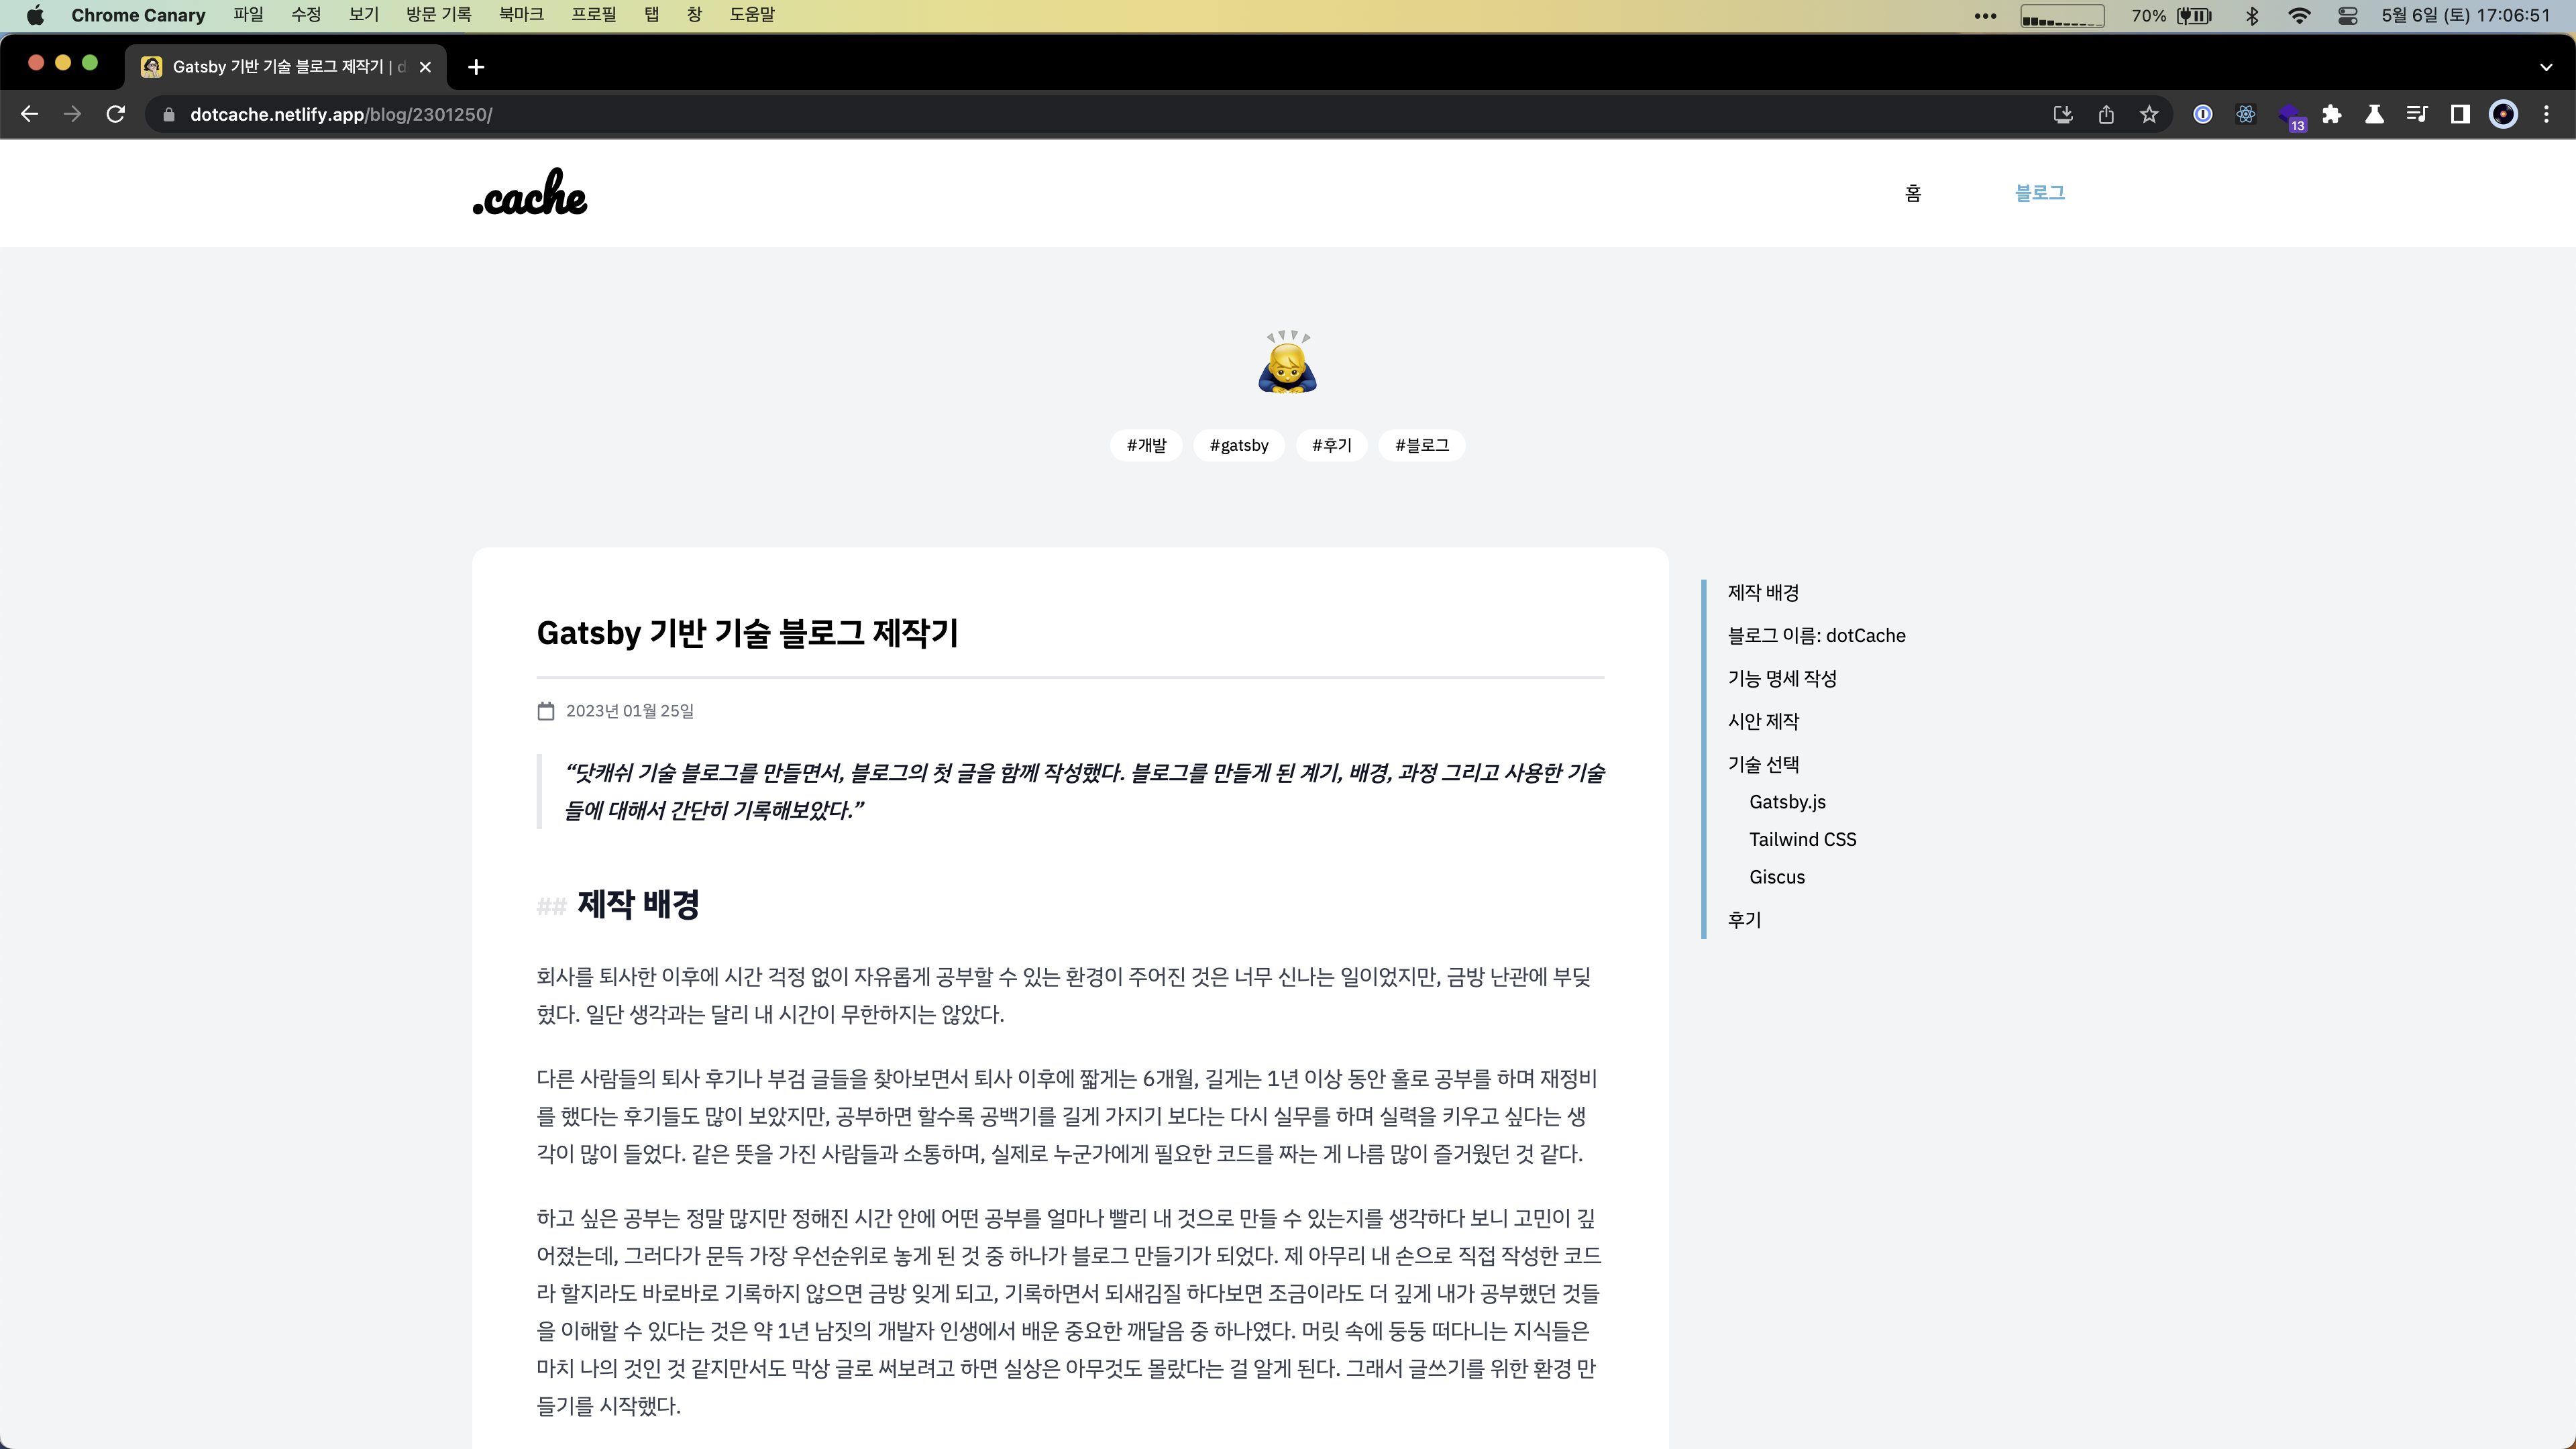 Chrome Canary 파일 수정 보기 방문 기록 북마크 프로필 탭 창 도움말 70% 5월 6일 (토) 17:06:51
Gatsby 기반 기술 블로그 제작기 | d
dotcache.netlify.app/blog/2301250/ 13
.cache 홈 블로그
#개발 #gatsby #후기 #블로그
Gatsby 기반 기술 블로그 제작기
2023년 01월 25일
“닷캐쉬 기술 블로그를 만들면서, 블로그의 첫 글을 함께 작성했다. 블로그를 만들게 된 계기, 배경, 과정 그리고 사용한 기술
들에 대해서 간단히 기록해보았다.”
## 제작 배경
회사를 퇴사한 이후에 시간 걱정 없이 자유롭게 공부할 수 있는 환경이 주어진 것은 너무 신나는 일이었지만, 금방 난관에 부딪
혔다. 일단 생각과는 달리 내 시간이 무한하지는 않았다.
다른 사람들의 퇴사 후기나 부검 글들을 찾아보면서 퇴사 이후에 짧게는 6개월, 길게는 1년 이상 동안 홀로 공부를 하며 재정비
를 했다는 후기들도 많이 보았지만, 공부하면 할수록 공백기를 길게 가지기 보다는 다시 실무를 하며 실력을 키우고 싶다는 생
각이 많이 들었다. 같은 뜻을 가진 사람들과 소통하며, 실제로 누군가에게 필요한 코드를 짜는 게 나름 많이 즐거웠던 것 같다.
하고 싶은 공부는 정말 많지만 정해진 시간 안에 어떤 공부를 얼마나 빨리 내 것으로 만들 수 있는지를 생각하다 보니 고민이 깊
어졌는데, 그러다가 문득 가장 우선순위로 놓게 된 것 중 하나가 블로그 만들기가 되었다. 제 아무리 내 손으로 직접 작성한 코드
라 할지라도 바로바로 기록하지 않으면 금방 잊게 되고, 기록하면서 되새김질 하다보면 조금이라도 더 깊게 내가 공부했던 것들
을 이해할 수 있다는 것은 약 1년 남짓의 개발자 인생에서 배운 중요한 깨달음 중 하나였다. 머릿 속에 둥둥 떠다니는 지식들은
마치 나의 것인 것 같지만서도 막상 글로 써보려고 하면 실상은 아무것도 몰랐다는 걸 알게 된다. 그래서 글쓰기를 위한 환경 만
들기를 시작했다.
제작 배경
블로그 이름: dotCache
기능 명세 작성
시안 제작
기술 선택
Gatsby.js
Tailwind CSS
Giscus
후기